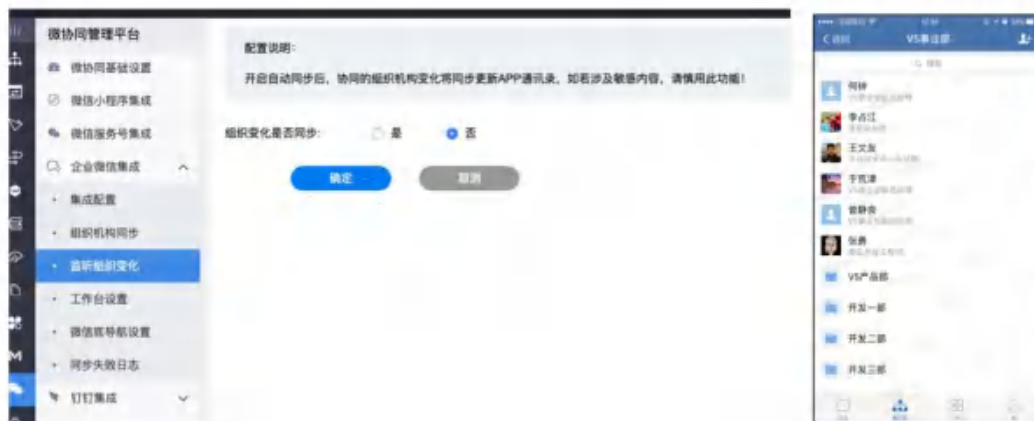 微协同管理平台
微协同基础设置
微信小程序集成
微信服务号集成
企业微信集成
集成配置
组织机构同步
监听组织变化
工作台设置
微信底导航设置
同步失败日志
钉钉集成
配置说明:
开启自动同步后，协同的组织机构变化将同步更新APP通讯录，如若涉及敏感内容，请慎用此功能！
组织变化是否同步:
是
否
确定
取消
V5事业部
搜索
李占江
王文友
张勇
V5产品部
开发一部
开发二部
开发三部